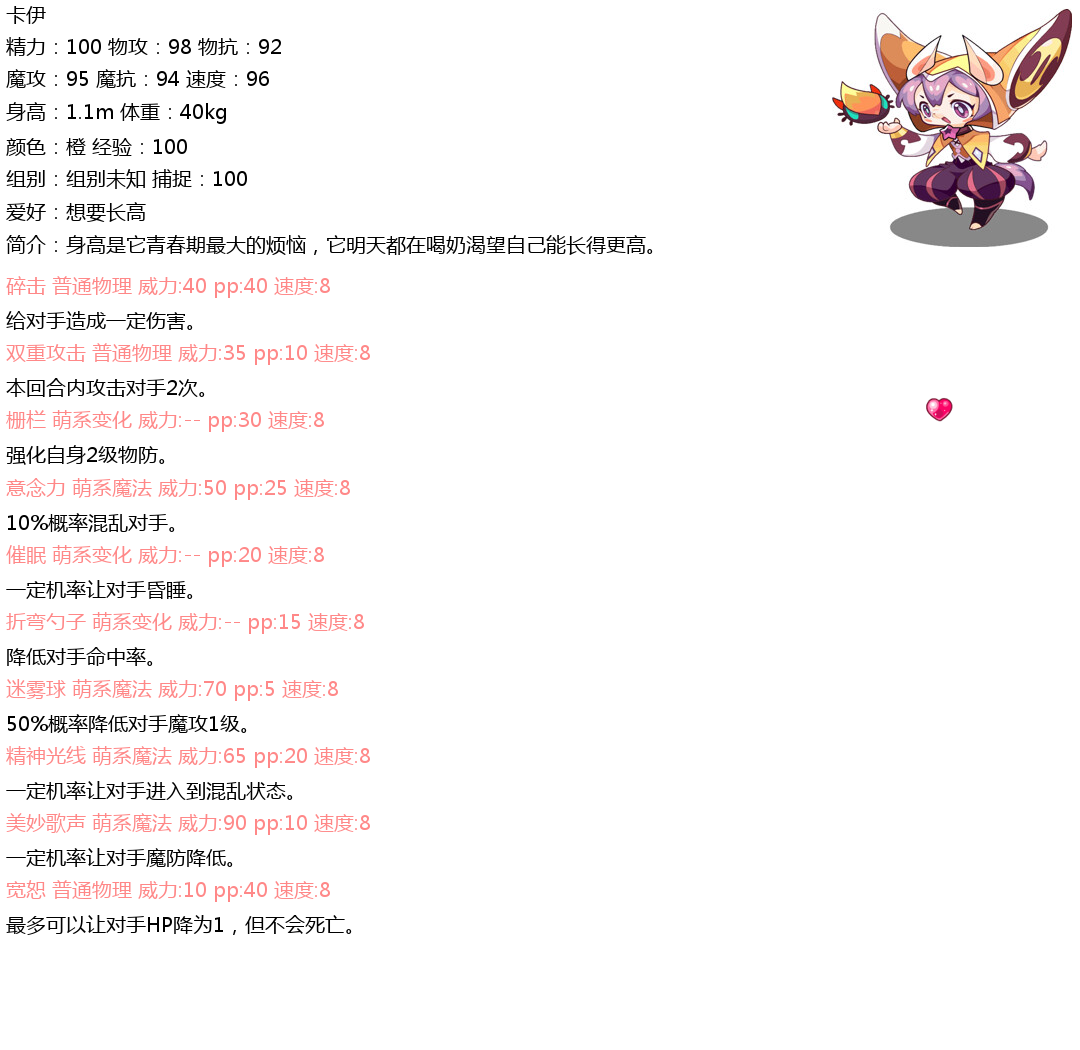 卡伊
精力：100 物攻：98 物抗：92
魔攻：95 魔抗：94 速度：96
身高：1.1m 体重：40kg
颜色：橙 经验：100
组别：组别未知 捕捉：100
爱好：想要长高
简介：身高是它青春期最大的烦恼，它明天都在喝奶渴望自己能长得更高。
碎击 普通物理 威力:40 pp:40 速度:8
给对手造成一定伤害。
双重攻击 普通物理 威力:35 pp:10 速度:8
本回合内攻击对手2次。
栅栏 萌系变化 威力:-- pp:30 速度:8
强化自身2级物防。
意念力 萌系魔法 威力:50 pp:25 速度:8
10%概率混乱对手。
催眠 萌系变化 威力:-- pp:20 速度:8
一定机率让对手昏睡。
折弯勺子 萌系变化 威力:-- pp:15 速度:8
降低对手命中率。
迷雾球 萌系魔法 威力:70 pp:5 速度:8
50%概率降低对手魔攻1级。
精神光线 萌系魔法 威力:65 pp:20 速度:8
一定机率让对手进入到混乱状态。
美妙歌声 萌系魔法 威力:90 pp:10 速度:8
一定机率让对手魔防降低。
宽恕 普通物理 威力:10 pp:40 速度:8
最多可以让对手HP降为1，但不会死亡。